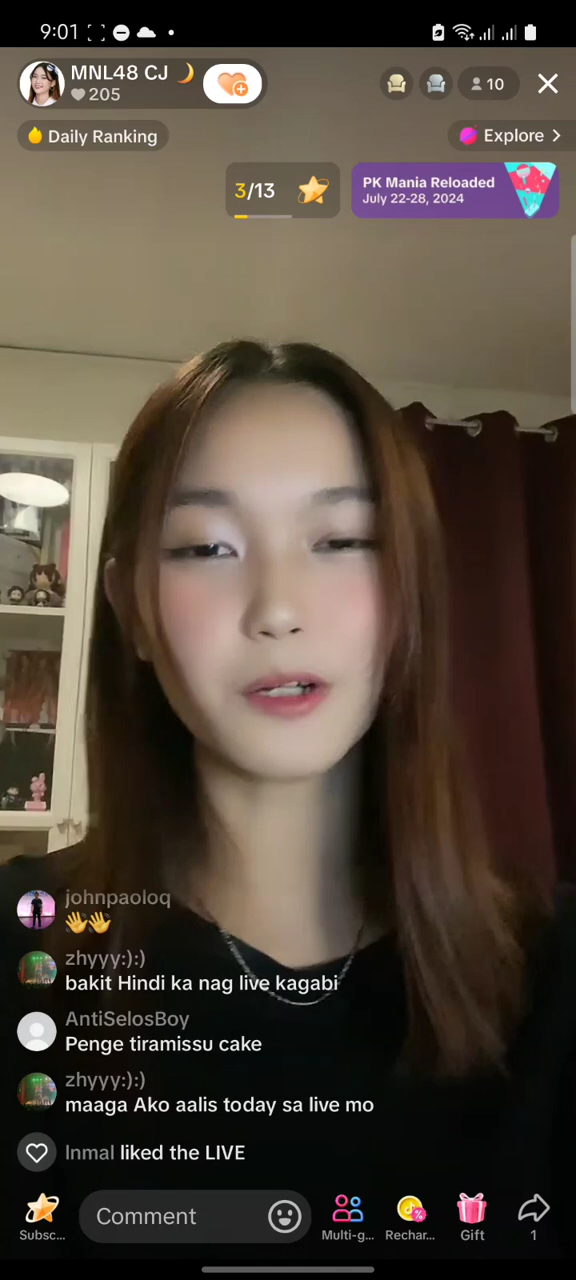 9:01
MNL48 CJ 🌙
205
10
Daily Ranking
Explore >
3/13
PK Mania Reloaded
July 22-28, 2024
johnpaoloq
👋👋
zhyyy:):)
bakit Hindi ka nag live kagabi
AntiSelosBoy
Penge tiramissu cake
zhyyy:):)
maaga Ako aalis today sa live mo
Inmal liked the LIVE
Comment
Subsc...
Multi-g...
Rechar...
Gift
1